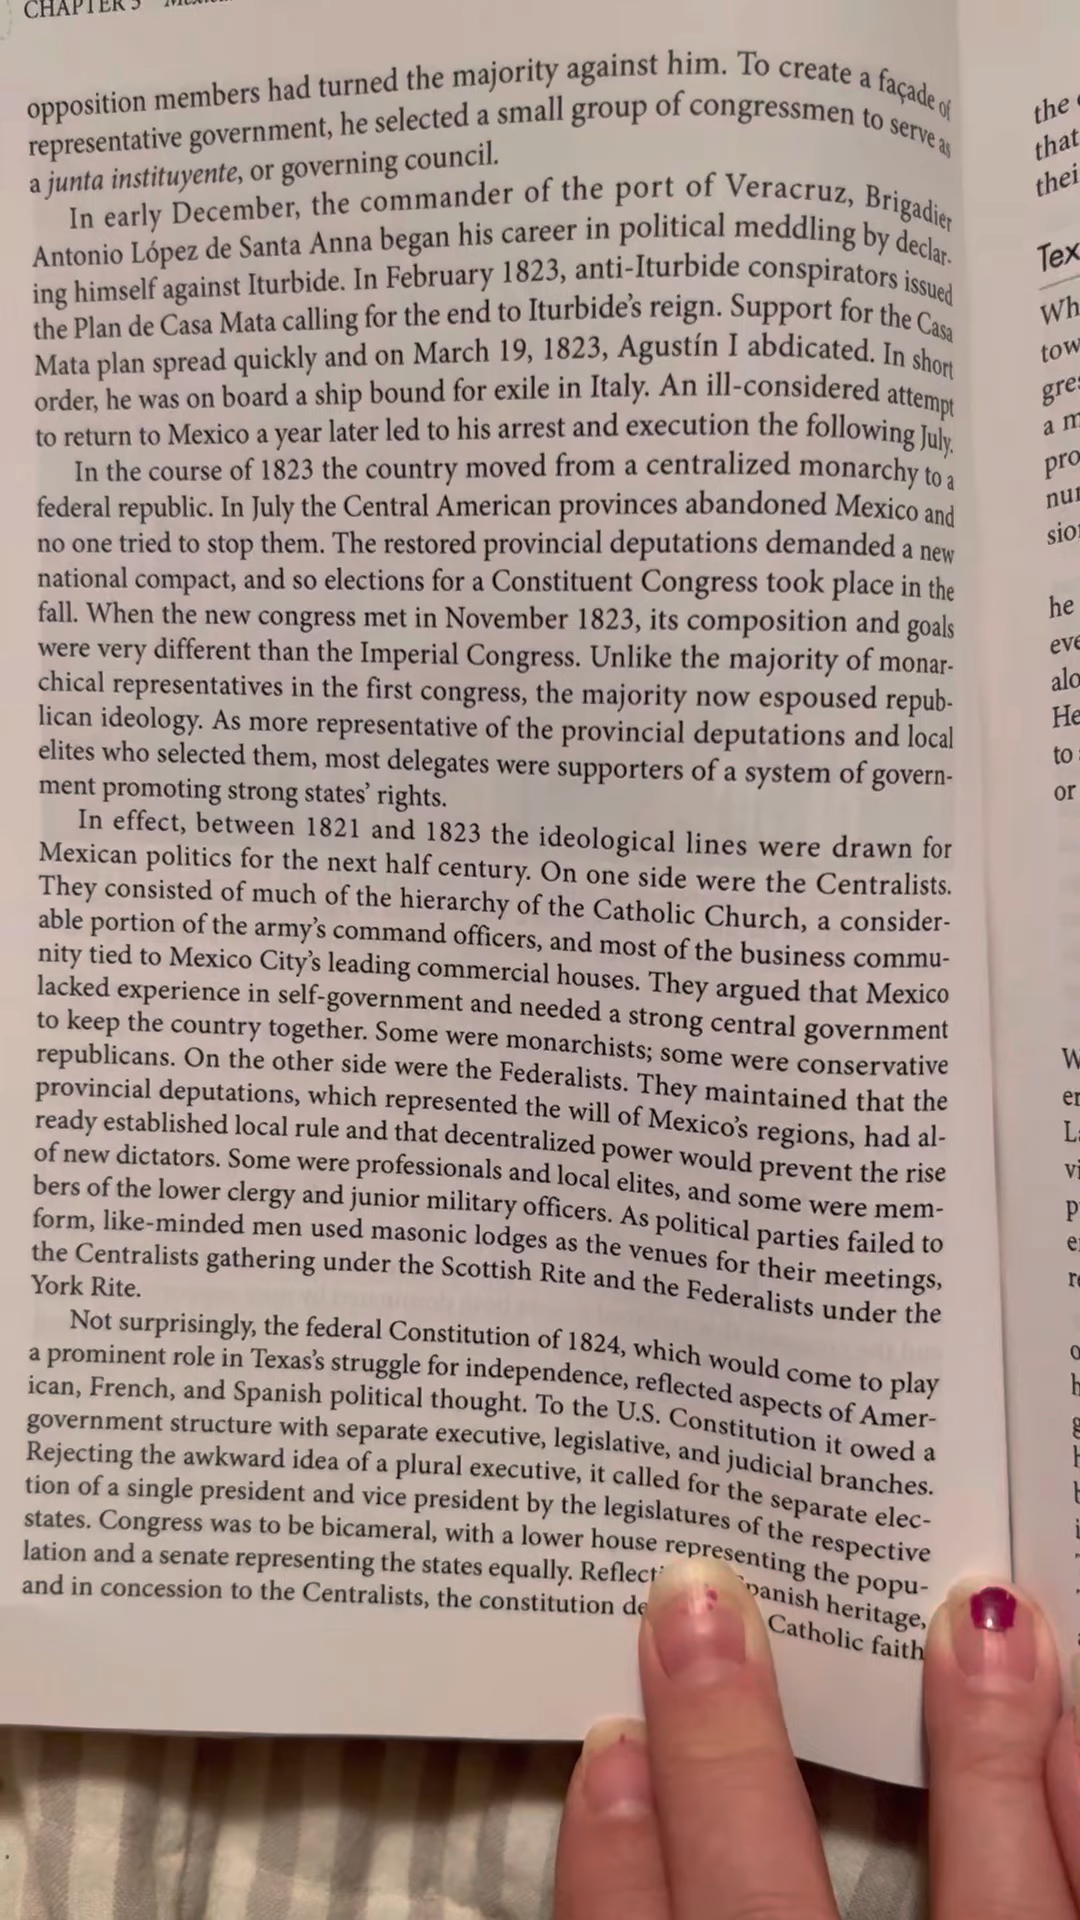 CHAPTER 5
opposition members had turned the majority against him. To create a façade of
representative government, he selected a small group of congressmen to serve as
a junta instituyente, or governing council.
In early December, the commander of the port of Veracruz, Brigadier
Antonio López de Santa Anna began his career in political meddling by declar-
ing himself against Iturbide. In February 1823, anti-Iturbide conspirators issued
the Plan de Casa Mata calling for the end to Iturbide's reign. Support for the Casa
Mata plan spread quickly and on March 19, 1823, Agustín I abdicated. In short
order, he was on board a ship bound for exile in Italy. An ill-considered attempt
to return to Mexico a year later led to his arrest and execution the following July.
In the course of 1823 the country moved from a centralized monarchy to a
federal republic. In July the Central American provinces abandoned Mexico and
no one tried to stop them. The restored provincial deputations demanded a new
national compact, and so elections for a Constituent Congress took place in the
fall. When the new congress met in November 1823, its composition and goals
were very different than the Imperial Congress. Unlike the majority of monar-
chical representatives in the first congress, the majority now espoused repub-
lican ideology. As more representative of the provincial deputations and local
elites who selected them, most delegates were supporters of a system of govern-
ment promoting strong states' rights.
In effect, between 1821 and 1823 the ideological lines were drawn for
Mexican politics for the next half century. On one side were the Centralists.
They consisted of much of the hierarchy of the Catholic Church, a consider-
able portion of the army's command officers, and most of the business commu-
nity tied to Mexico City's leading commercial houses. They argued that Mexico
lacked experience in self-government and needed a strong central government
to keep the country together. Some were monarchists; some were conservative
republicans. On the other side were the Federalists. They maintained that the
provincial deputations, which represented the will of Mexico's regions, had al-
ready established local rule and that decentralized power would prevent the rise
of new dictators. Some were professionals and local elites, and some were mem-
bers of the lower clergy and junior military officers. As political parties failed to
form, like-minded men used masonic lodges as the venues for their meetings,
the Centralists gathering under the Scottish Rite and the Federalists under the
York Rite.
Not surprisingly, the federal Constitution of 1824, which would come to play
a prominent role in Texas's struggle for independence, reflected aspects of Amer-
ican, French, and Spanish political thought. To the U.S. Constitution it owed a
government structure with separate executive, legislative, and judicial branches.
Rejecting the awkward idea of a plural executive, it called for the separate elec-
tion of a single president and vice president by the legislatures of the respective
states. Congress was to be bicameral, with a lower house representing the popu-
lation and a senate representing the states equally. Reflect panish heritage,
and in concession to the Centralists, the constitution de Catholic faith
the
that
thei
Tex
Wh
tow
gre
a m
pro
nu
sio
he
eve
alo
He
to
or